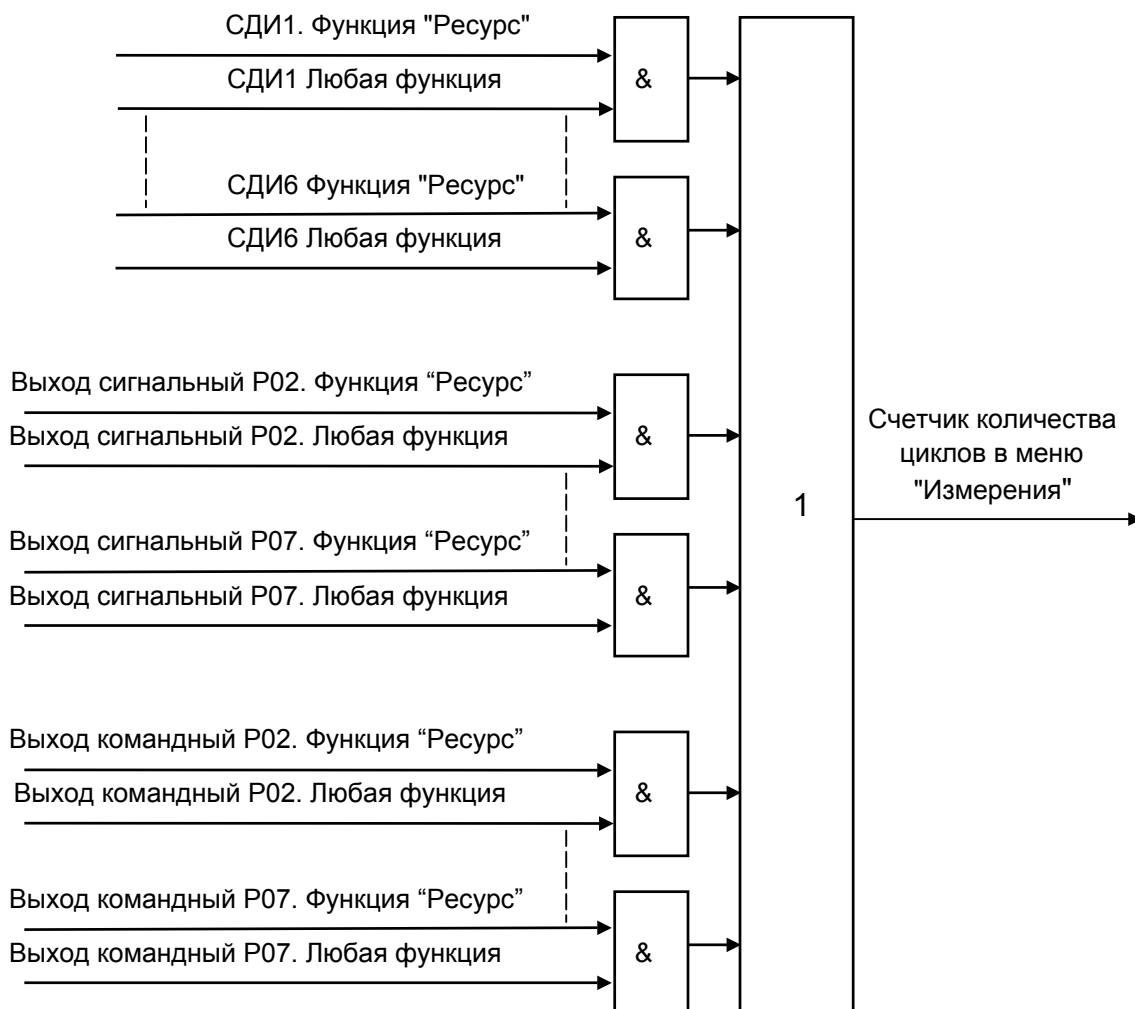 СДИ1. Функция "Ресурс"
СДИ1 Любая функция
&
СДИ6 Функция "Ресурс"
СДИ6 Любая функция
&
Выход сигнальный Р02. Функция “Ресурс”
Выход сигнальный Р02. Любая функция
&
Выход сигнальный Р07. Функция “Ресурс”
Выход сигнальный Р07. Любая функция
&
Выход командный Р02. Функция “Ресурс”
Выход командный Р02. Любая функция
&
Выход командный Р07. Функция “Ресурс”
Выход командный Р07. Любая функция
&
1
Счетчик количества
циклов в меню
"Измерения"